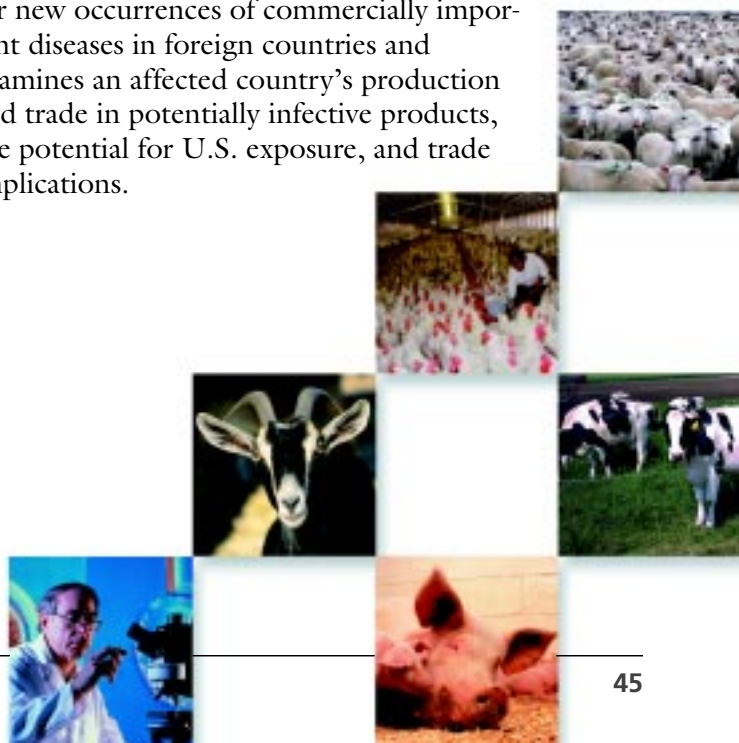 r new occurrences of commercially impor-
nt diseases in foreign countries and
amines an affected country's production
d trade in potentially infective products,
e potential for U.S. exposure, and trade
plications.
45